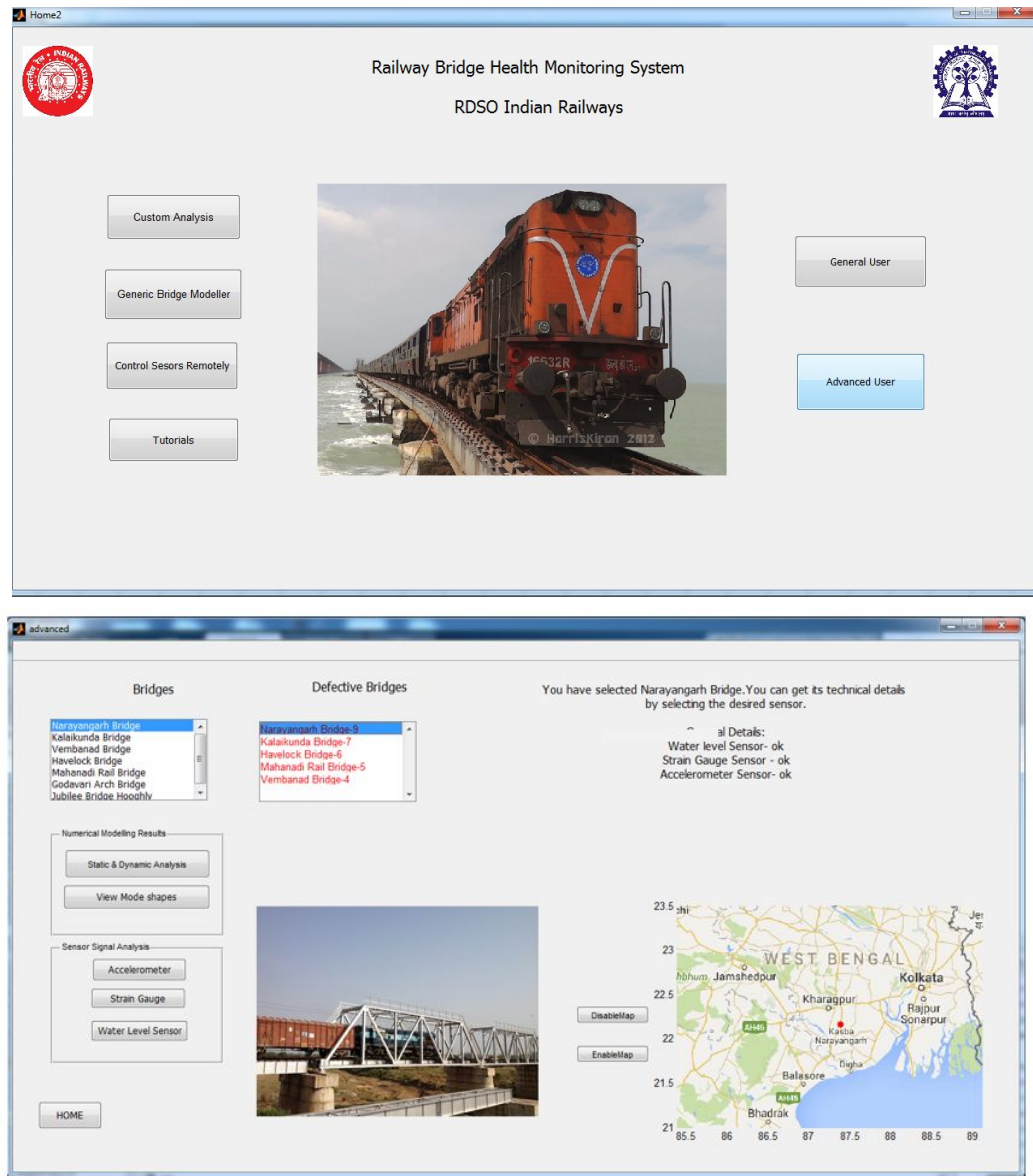 Home2
INDIAN RAILWAYS
Railway Bridge Health Monitoring System
RDSO Indian Railways
Custom Analysis
Generic Bridge Modeller
Control Sesors Remotely
Tutorials
General User
Advanced User
16632R
© HarrisKiran 2012
advanced
Bridges
Narayangarh Bridge
Kalaikunda Bridge
Vembanad Bridge
Havelock Bridge
Mahanadi Rail Bridge
Godavari Arch Bridge
Jubilee Bridge Hooghly
Defective Bridges
Narayangarh Bridge-9
Kalaikunda Bridge-7
Havelock Bridge-6
Mahanadi Rail Bridge-5
Vembanad Bridge-4
You have selected Narayangarh Bridge.You can get its technical details
by selecting the desired sensor.
al Details:
Water level Sensor- ok
Strain Gauge Sensor - ok
Accelerometer Sensor- ok
Numerical Modelling Results
Static & Dynamic Analysis
View Mode shapes
Sensor Signal Analysis
Accelerometer
Strain Gauge
Water Level Sensor
HOME
DisableMap
EnableMap
23.5
23
22.5
22
21.5
21
85.5 86 86.5 87 87.5 88 88.5 89
chi
Jes
WEST BENGAL
hbhum
Jamshedpur
Kolkata
Kharagpur
Rajpur
Sonarpur
AH45
Kasba
Narayangarh
Digha
Balasore
AH45
Bhadrak